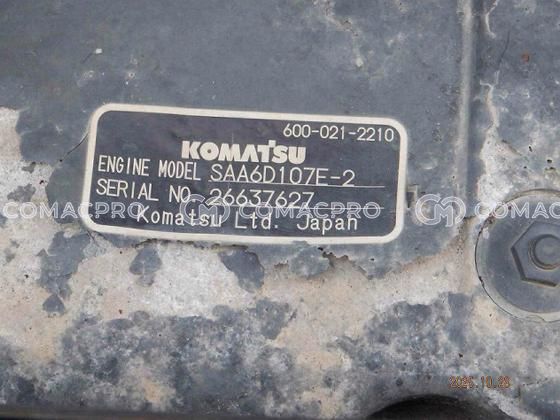 600-021-2210
KOMATSU
ENGINE MODEL SAA6D107E-2
SERIAL NO. 26637627
COMACPRO COMACPRO COMACPRO
Komatsu Ltd. Japan
2025.10.28